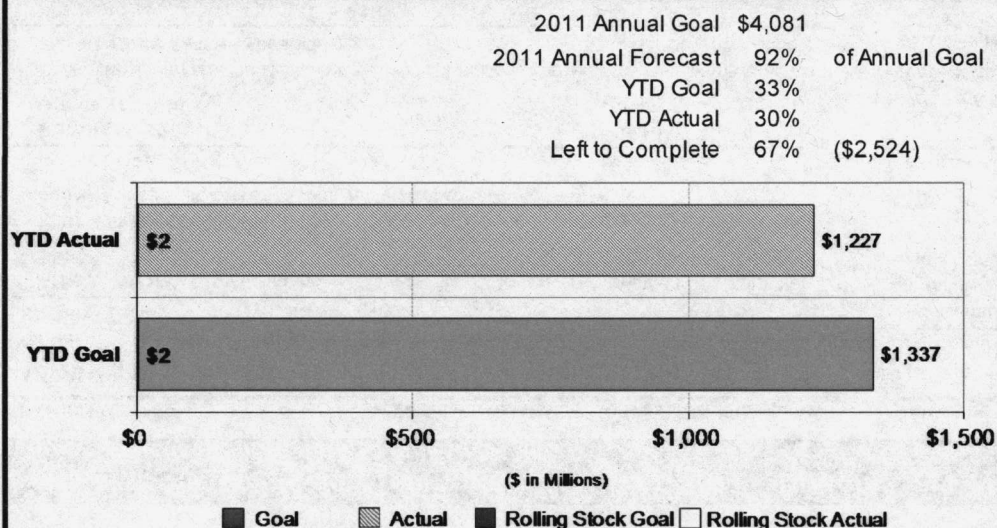 2011 Annual Goal $4,081
2011 Annual Forecast 92% of Annual Goal
YTD Goal 33%
YTD Actual 30%
Left to Complete 67% ($2,524)
YTD Actual $2 $1,227
YTD Goal $2 $1,337
$0 $500 $1,000 $1,500
($ in Millions)
Goal Actual Rolling Stock Goal Rolling Stock Actual